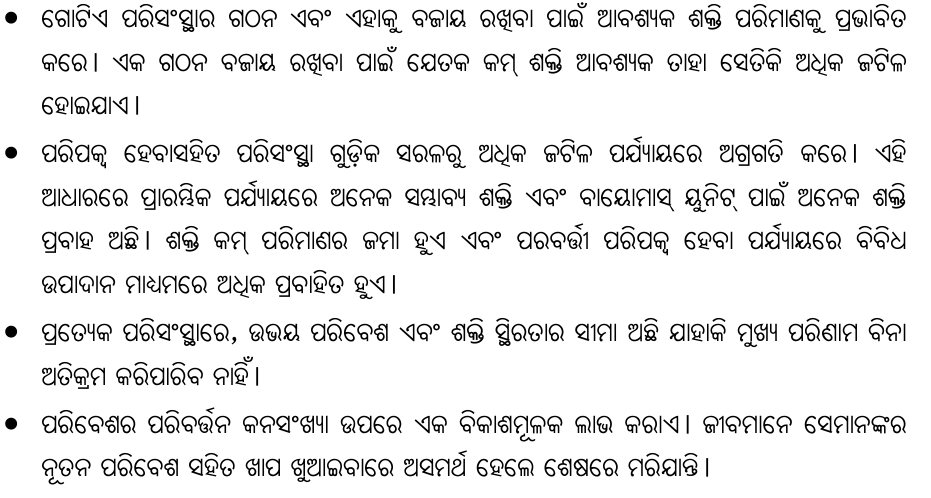 • ଗୋଟିଏ ପରିସଂସ୍ଥାର ଗଠନ ଏବଂ ଏହାକୁ ବଜାୟ ରଖିବା ପାଇଁ ଆବଶ୍ୟକ ଶକ୍ତି ପରିମାଣକୁ ପ୍ରଭାବିତ
କରେ। ଏକ ଗଠନ ବଜାୟ ରଖିବା ପାଇଁ ଯେତକ କମ୍ ଶକ୍ତି ଆବଶ୍ୟକ ତାହା ସେତିକି ଅଧିକ ଜଟିଳ
ହୋଇଯାଏ।
• ପରିପକ୍ୱ ହେବାସହିତ ପରିସଂସ୍ଥା ଗୁଡ଼ିକ ସରଳରୁ ଅଧିକ ଜଟିଳ ପର୍ଯ୍ୟାୟରେ ଅଗ୍ରଗତି କରେ। ଏହି
ଆଧାରରେ ପ୍ରାରମ୍ଭିକ ପର୍ଯ୍ୟାୟରେ ଅନେକ ସମ୍ଭାବ୍ୟ ଶକ୍ତି ଏବଂ ବାୟୋମାସ୍ ୟୁନିଟ୍ ପାଇଁ ଅନେକ ଶକ୍ତି
ପ୍ରବାହ ଅଛି। ଶକ୍ତି କମ୍ ପରିମାଣର ଜମା ହୁଏ ଏବଂ ପରବର୍ତ୍ତୀ ପରିପକ୍ୱ ହେବା ପର୍ଯ୍ୟାୟରେ ବିବିଧ
ଉପାଦାନ ମାଧ୍ୟମରେ ଅଧିକ ପ୍ରବାହିତ ହୁଏ।
• ପ୍ରତ୍ୟେକ ପରିସଂସ୍ଥାରେ, ଉଭୟ ପରିବେଶ ଏବଂ ଶକ୍ତି ସ୍ଥିରତାର ସୀମା ଅଛି ଯାହାକି ମୁଖ୍ୟ ପରିଣାମ ବିନା
ଅତିକ୍ରମ କରିପାରିବ ନାହିଁ।
• ପରିବେଶର ପରିବର୍ତ୍ତନ କନସଂଖ୍ୟା ଉପରେ ଏକ ବିକାଶମୂଳକ ଲାଭ କରାଏ। ଜୀବମାନେ ସେମାନଙ୍କର
ନୂତନ ପରିବେଶ ସହିତ ଖାପ ଖୁଆଇବାରେ ଅସମର୍ଥ ହେଲେ ଶେଷରେ ମରିଯାନ୍ତି।